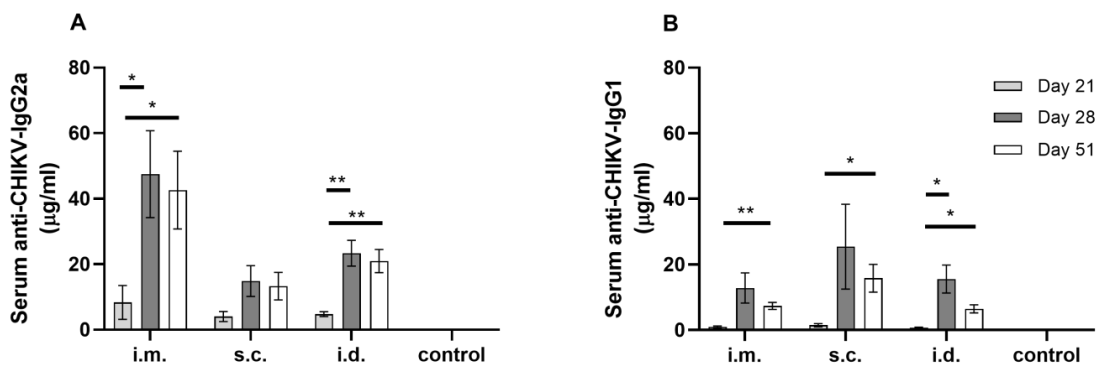 A
Serum anti-CHIKV-IgG2a
(µg/ml)
80
60
40
20
0
*
*
**
**
i.m.
s.c.
i.d.
control
B
Serum anti-CHIKV-IgG1
(µg/ml)
80
60
40
20
0
**
*
*
*
i.m.
s.c.
i.d.
control
Day 21
Day 28
Day 51